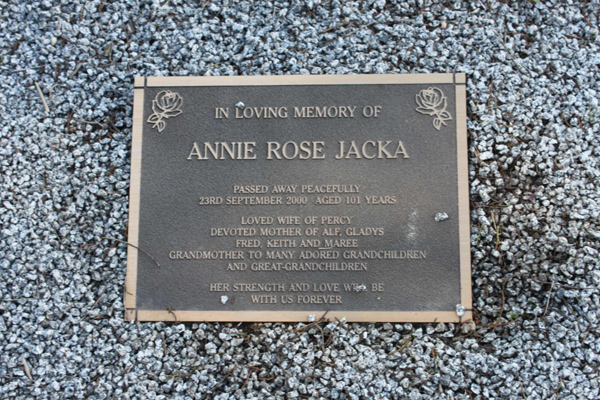 IN LOVING MEMORY OF
ANNIE ROSE JACKA
PASSED AWAY PEACEFULLY
23RD SEPTEMBER 2000 AGED 101 YEARS
LOVED WIFE OF PERCY
DEVOTED MOTHER OF ALF, GLADYS
FRED, KEITH AND MAREE
GRANDMOTHER TO MANY ADORED GRANDCHILDREN
AND GREAT-GRANDCHILDREN
HER STRENGTH AND LOVE WILL BE
WITH US FOREVER